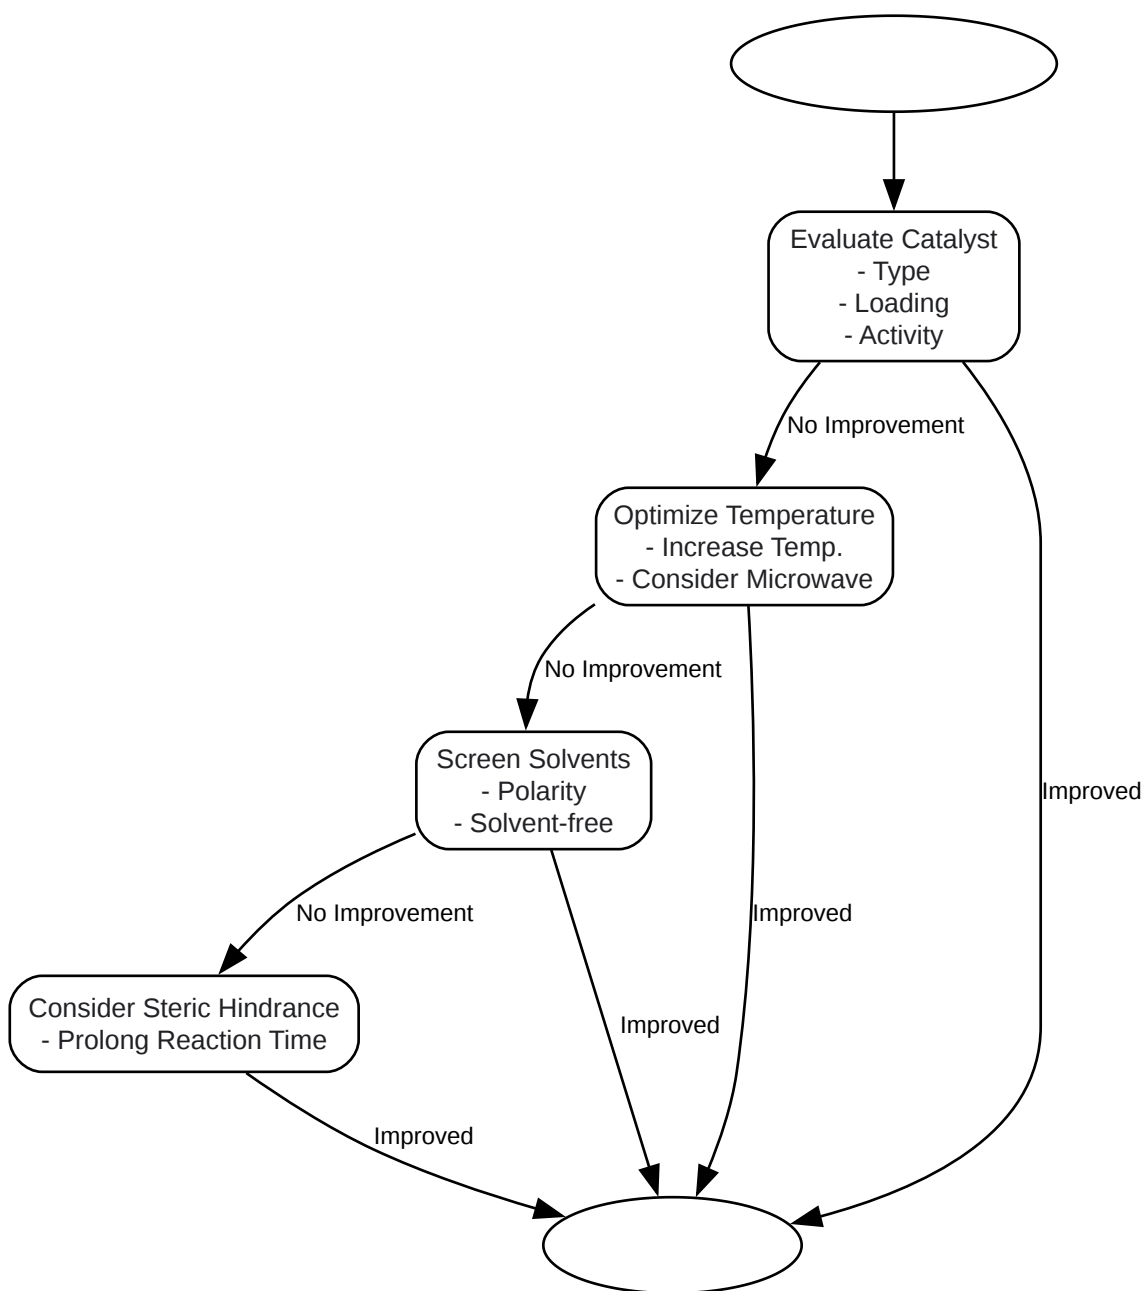 Evaluate Catalyst
- Type
- Loading
- Activity
No Improvement
Optimize Temperature
- Increase Temp.
- Consider Microwave
No Improvement
Screen Solvents
- Polarity
- Solvent-free
Improved
No Improvement
Improved
Consider Steric Hindrance
- Prolong Reaction Time
Improved
Improved